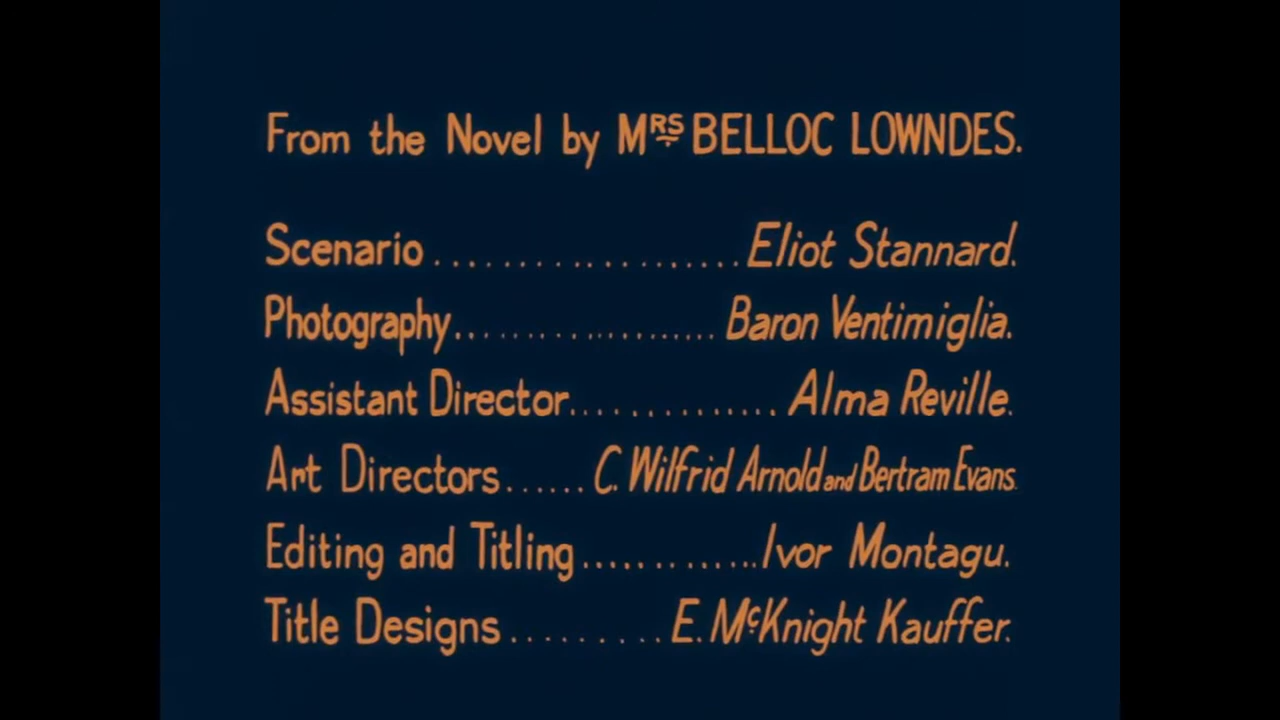 From the Novel by MRS BELLOC LOWNDES.
Scenario ...................... Eliot Stannard.
Photography................... Baron Ventimiglia.
Assistant Director.............. Alma Reville.
Art Directors...... C. Wilfrid Arnold and Bertram Evans.
Editing and Titling ............. Ivor Montagu.
Title Designs .......... E. McKnight Kauffer.